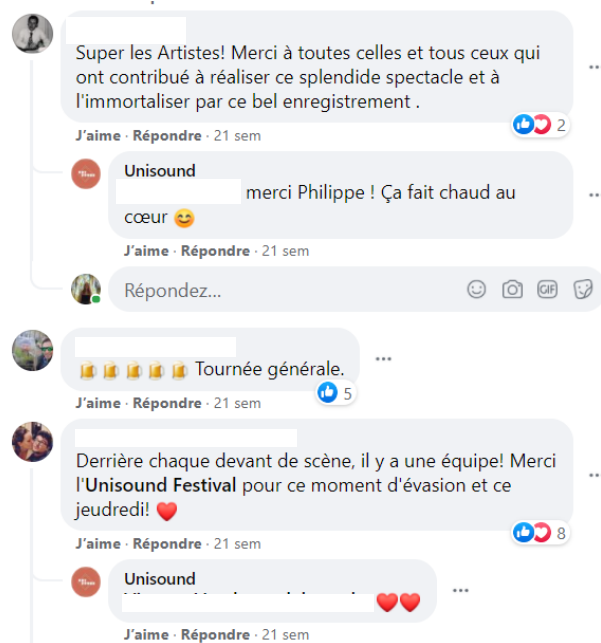 Super les Artistes! Merci à toutes celles et tous ceux qui
ont contribué à réaliser ce splendide spectacle et à
l'immortaliser par ce bel enregistrement .
2
J'aime · Répondre · 21 sem
Unisound
merci Philippe ! Ça fait chaud au
cœur 😊
J'aime · Répondre · 21 sem
Répondez...
GIF
🍺 🍺 🍺 🍺 🍺 Tournée générale.
5
J'aime · Répondre · 21 sem
Derrière chaque devant de scène, il y a une équipe! Merci
l'Unisound Festival pour ce moment d'évasion et ce
jeudredi! ❤️
8
J'aime · Répondre · 21 sem
Unisound
❤️❤️
J'aime · Répondre · 21 sem